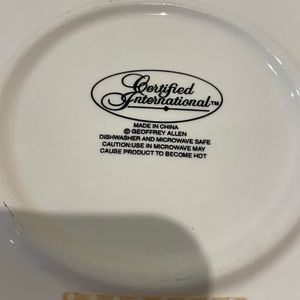 Certified
International™
MADE IN CHINA
© GEOFFREY ALLEN
DISHWASHER AND MICROWAVE SAFE
CAUTION:USE IN MICROWAVE MAY
CAUSE PRODUCT TO BECOME HOT